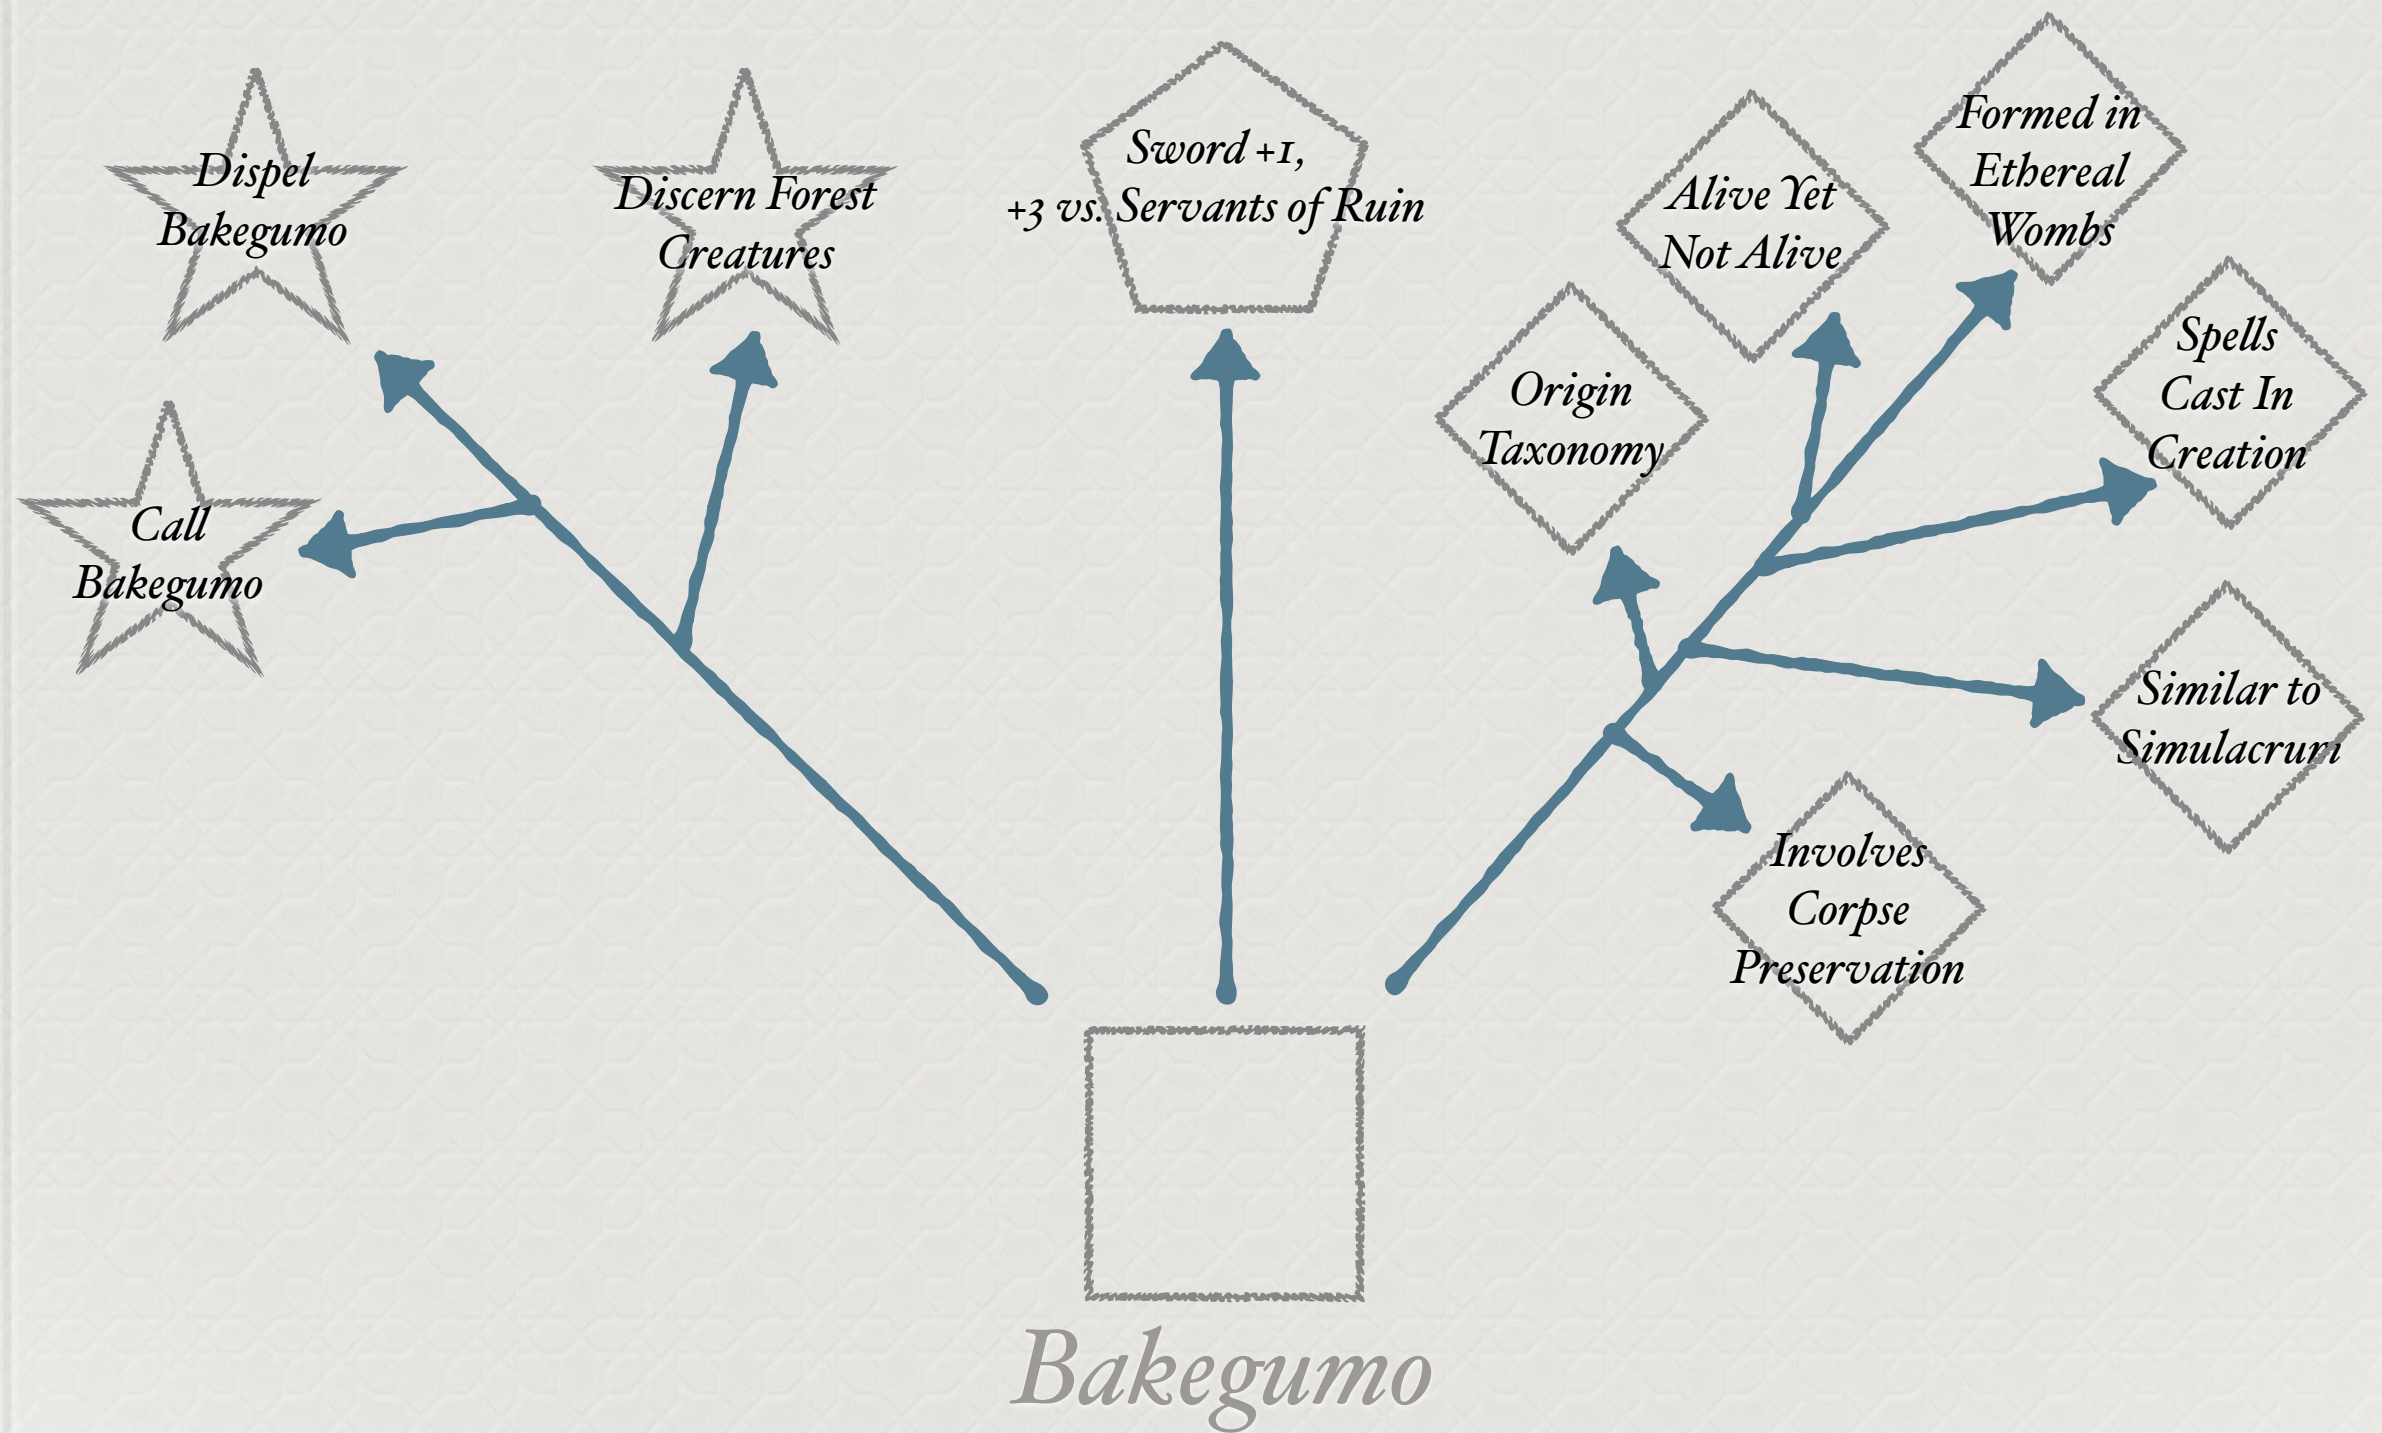 Dispel
Bakegumo
Discern Forest
Creatures
Sword +1,
+3 vs. Servants of Ruin
Alive Yet
Not Alive
Formed in
Ethereal
Wombs
Origin
Taxonomy
Spells
Cast In
Creation
Call
Bakegumo
Similar to
Simulacrum
Involves
Corpse
Preservation
Bakegumo